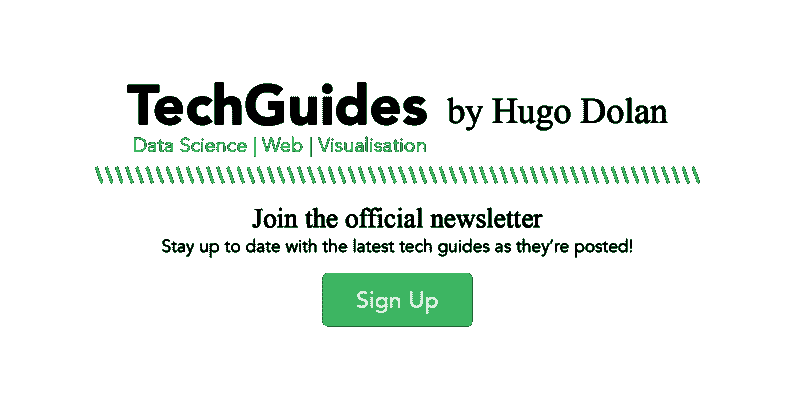 TechGuides by Hugo Dolan
Data Science | Web | Visualisation
Join the official newsletter
Stay up to date with the latest tech guides as they're posted!
Sign Up